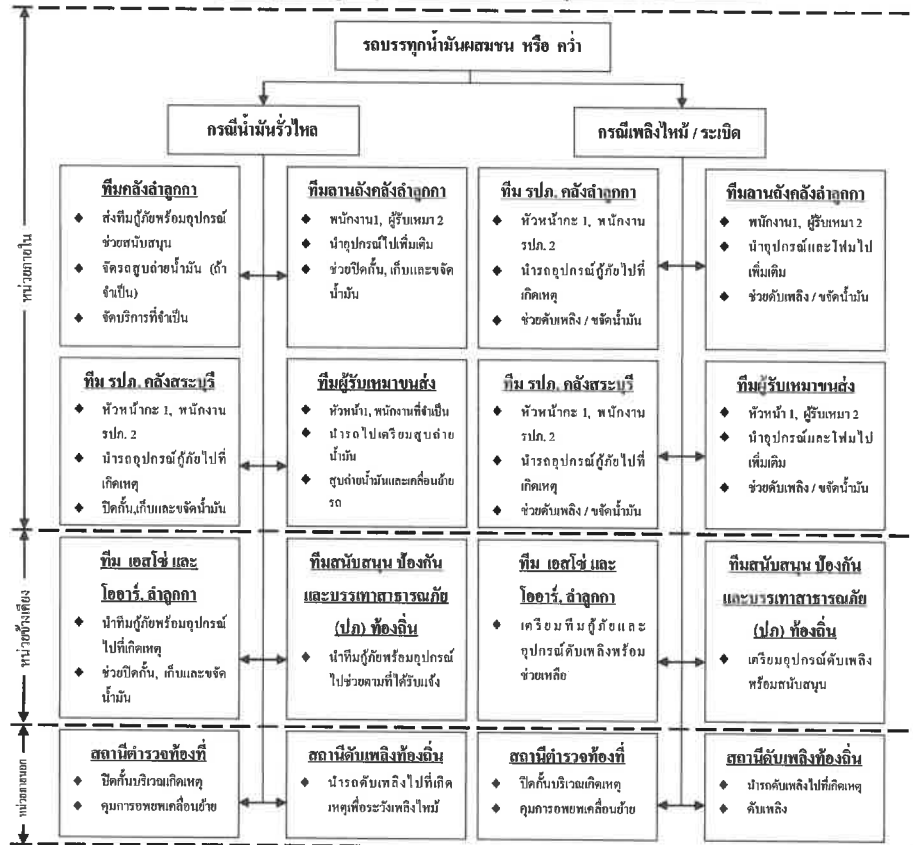 รถบรรทุกน้ำมันผสมชน หรือ คว่ำ
กรณีน้ำมันรั่วไหล
กรณีเพลิงไหม้ / ระเบิด
หน่วยภายใน
ทีมคลังลำลูกกา
◆ ส่งทีมกู้ภัยพร้อมอุปกรณ์
ช่วยสนับสนุน
◆ จัดรถสูบถ่ายน้ำมัน (ถ้า
จำเป็น)
◆ จัดบริการที่จำเป็น
ทีมลานถังคลังลำลูกกา
◆ พนักงาน1, ผู้รับเหมา 2
◆ นำอุปกรณ์ไปเพิ่มเติม
◆ ช่วยปิดกั้น, เก็บและขจัด
น้ำมัน
ทีม รปภ. คลังลำลูกกา
◆ หัวหน้ากะ 1, พนักงาน
รปภ. 2
◆ นำรถอุปกรณ์กู้ภัยไปที่
เกิดเหตุ
◆ ช่วยดับเพลิง / ขจัดน้ำมัน
ทีมลานถังคลังลำลูกกา
◆ พนักงาน1, ผู้รับเหมา 2
◆ นำอุปกรณ์และโฟมไป
เพิ่มเติม
◆ ช่วยดับเพลิง / ขจัดน้ำมัน
ทีม รปภ. คลังสระบุรี
◆ หัวหน้ากะ 1, พนักงาน
รปภ. 2
◆ นำรถอุปกรณ์กู้ภัยไปที่
เกิดเหตุ
◆ ปิดกั้น,เก็บและขจัดน้ำมัน
ทีมผู้รับเหมาขนส่ง
◆ หัวหน้า1, พนักงานที่จำเป็น
◆ นำรถไปเตรียมสูบถ่าย
น้ำมัน
◆ สูบถ่ายน้ำมันและเคลื่อนย้าย
รถ
ทีม รปภ. คลังสระบุรี
◆ หัวหน้ากะ 1, พนักงาน
รปภ. 2
◆ นำรถอุปกรณ์กู้ภัยไปที่
เกิดเหตุ
◆ ช่วยดับเพลิง / ขจัดน้ำมัน
ทีมผู้รับเหมาขนส่ง
◆ หัวหน้า 1, ผู้รับเหมา 2
◆ นำอุปกรณ์และโฟมไป
เพิ่มเติม
◆ ช่วยดับเพลิง / ขจัดน้ำมัน
หน่วยข้างเคียง
ทีม เอสโซ่ และ
โออาร์, ลำลูกกา
◆ นำทีมกู้ภัยพร้อมอุปกรณ์
ไปที่เกิดเหตุ
◆ ช่วยปิดกั้น, เก็บและขจัด
น้ำมัน
ทีมสนับสนุน ป้องกัน
และบรรเทาสาธารณภัย
(ปภ) ท้องถิ่น
◆ นำทีมกู้ภัยพร้อมอุปกรณ์
ไปช่วยตามที่ได้รับแจ้ง
ทีม เอสโซ่ และ
โออาร์, ลำลูกกา
◆ เตรียมทีมกู้ภัยและ
อุปกรณ์ดับเพลิงพร้อม
ช่วยเหลือ
ทีมสนับสนุน ป้องกัน
และบรรเทาสาธารณภัย
(ปภ) ท้องถิ่น
◆ เตรียมอุปกรณ์ดับเพลิง
พร้อมสนับสนุน
หน่วยภายนอก
สถานีตำรวจท้องที่
◆ ปิดกั้นบริเวณเกิดเหตุ
◆ คุมการอพยพเคลื่อนย้าย
สถานีดับเพลิงท้องถิ่น
◆ นำรถดับเพลิงไปที่เกิด
เหตุเพื่อระวังเพลิงไหม้
สถานีตำรวจท้องที่
◆ ปิดกั้นบริเวณเกิดเหตุ
◆ คุมการอพยพเคลื่อนย้าย
สถานีดับเพลิงท้องถิ่น
◆ นำรถดับเพลิงไปที่เกิดเหตุ
◆ ดับเพลิง